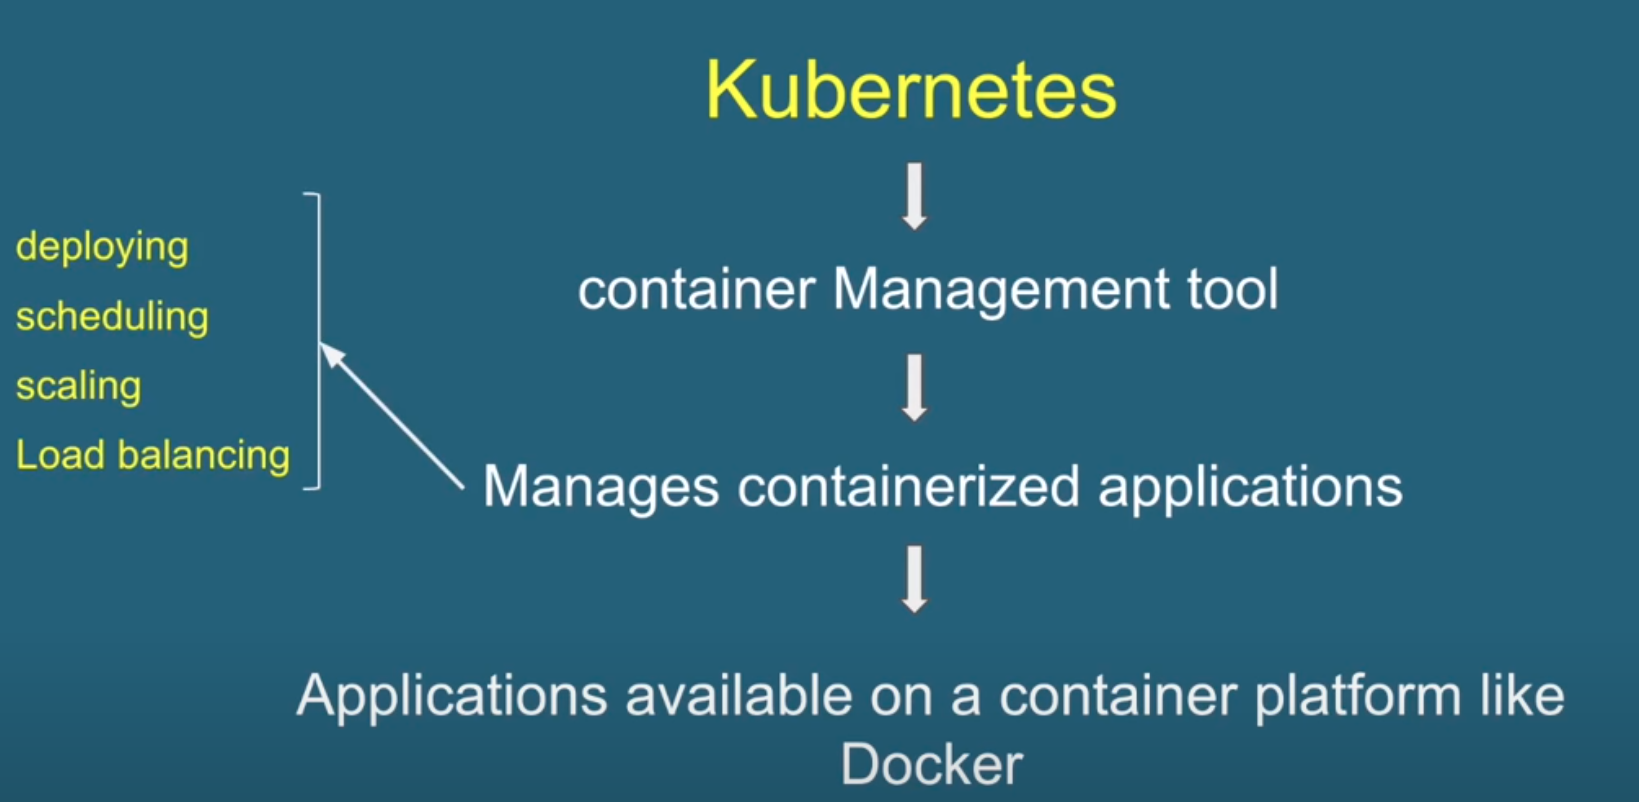 Kubernetes
container Management tool
Manages containerized applications
deploying
scheduling
scaling
Load balancing
Applications available on a container platform like
Docker